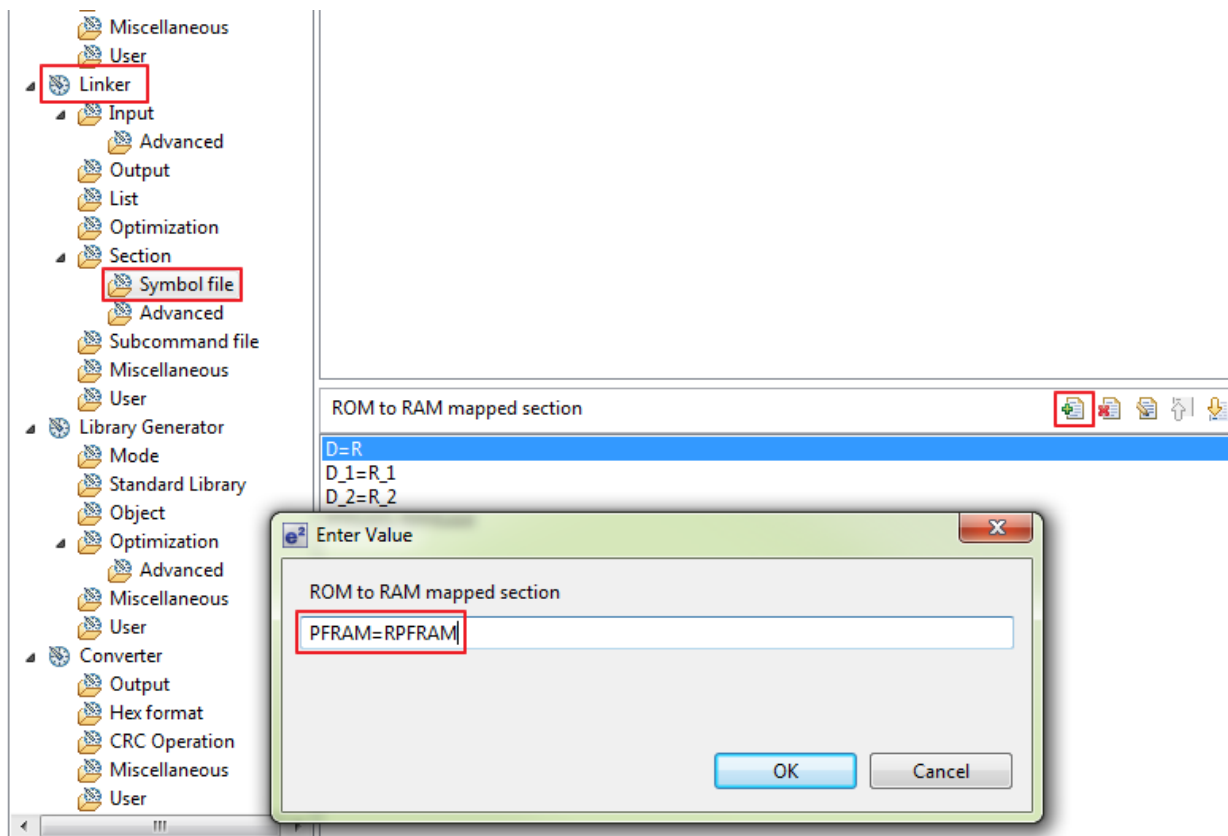 Miscellaneous
User
Linker
Input
Advanced
Output
List
Optimization
Section
Symbol file
Advanced
Subcommand file
Miscellaneous
User
Library Generator
Mode
Standard Library
Object
Optimization
Advanced
Miscellaneous
User
Converter
Output
Hex format
CRC Operation
Miscellaneous
User
ROM to RAM mapped section
D=R
D_1=R_1
D_2=R_2
e² Enter Value
ROM to RAM mapped section
PFRAM=RPFRAM
OK Cancel